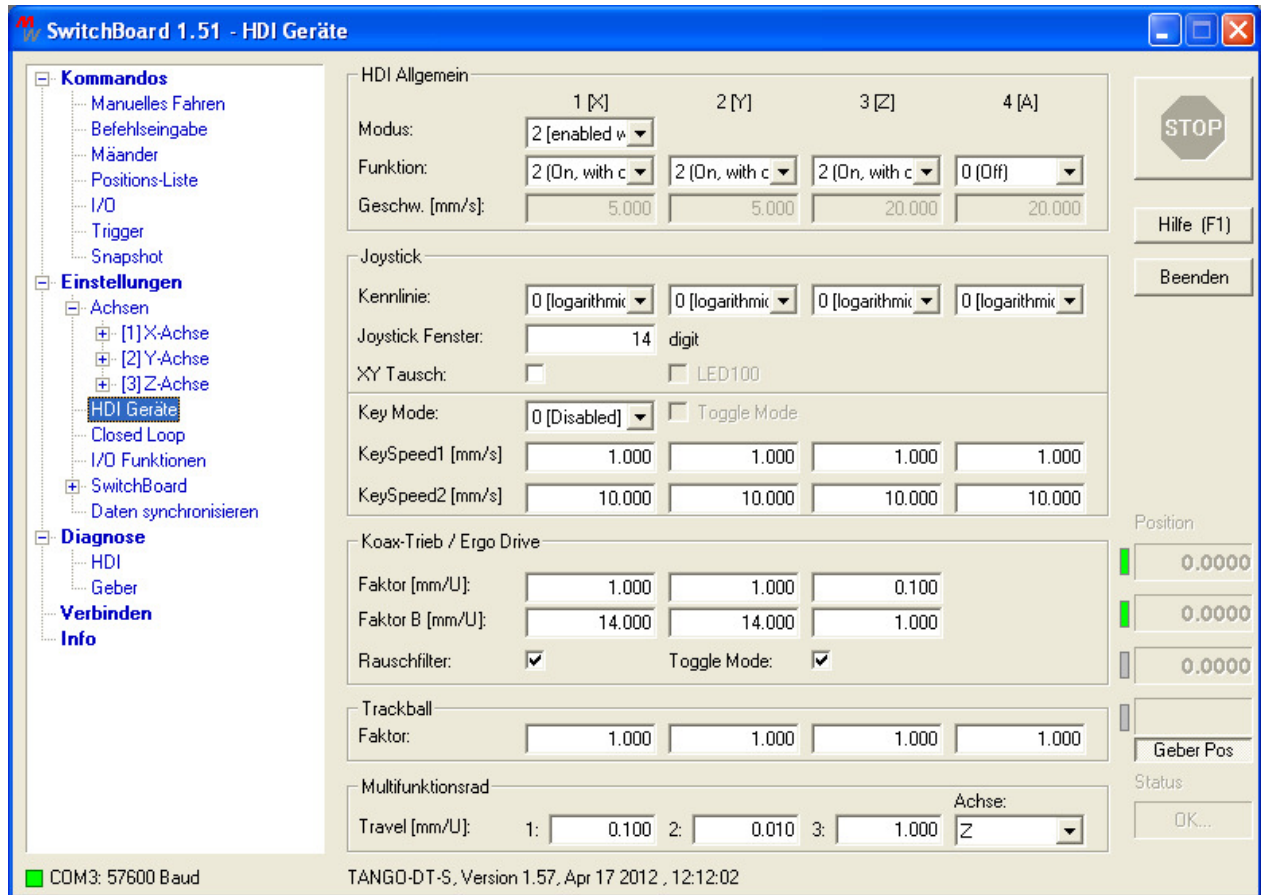 SwitchBoard 1.51 - HDI Geräte
Kommandos
Manuelles Fahren
Befehlseingabe
Mäander
Positions-Liste
I/O
Trigger
Snapshot
Einstellungen
Achsen
[1] X-Achse
[2] Y-Achse
[3] Z-Achse
HDI Geräte
Closed Loop
I/O Funktionen
SwitchBoard
Daten synchronisieren
Diagnose
HDI
Geber
Verbinden
Info
HDI Allgemein
1 [X] 2 [Y] 3 [Z] 4 [A]
Modus: 2 [enabled w
Funktion: 2 (On, with c 2 (On, with c 2 (On, with c 0 (Off)
Geschw. [mm/s]: 5.000 5.000 20.000 20.000
Joystick
Kennlinie: 0 [logarithmic 0 [logarithmic 0 [logarithmic 0 [logarithmic
Joystick Fenster: 14 digit
XY Tausch: LED100
Key Mode: 0 [Disabled] Toggle Mode
KeySpeed1 [mm/s] 1.000 1.000 1.000 1.000
KeySpeed2 [mm/s] 10.000 10.000 10.000 10.000
Koax-Trieb / Ergo Drive
Faktor [mm/U]: 1.000 1.000 0.100
Faktor B [mm/U]: 14.000 14.000 1.000
Rauschfilter: Toggle Mode:
Trackball
Faktor: 1.000 1.000 1.000 1.000
Multifunktionsrad
Achse:
Travel [mm/U]: 1: 0.100 2: 0.010 3: 1.000 Z
STOP
Hilfe (F1)
Beenden
Position
0.0000
0.0000
0.0000
Geber Pos
Status
OK...
COM3: 57600 Baud TANGO-DT-S, Version 1.57, Apr 17 2012 , 12:12:02